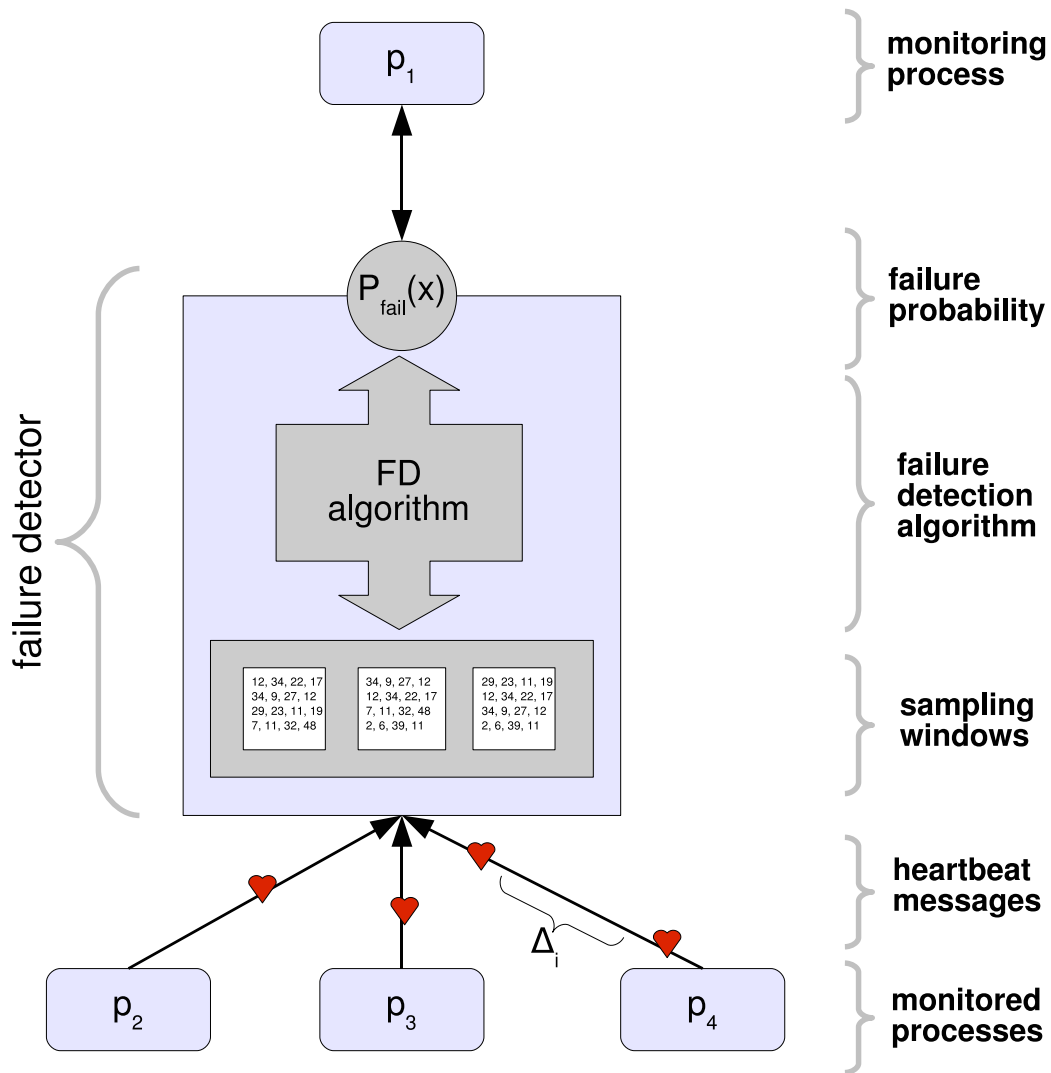 p1
monitoring
process
Pfail(x)
failure
probability
failure detector
FD
algorithm
failure
detection
algorithm
12, 34, 22, 17
34, 9, 27, 12
29, 23, 11, 19
7, 11, 32, 48
34, 9, 27, 12
12, 34, 22, 17
7, 11, 32, 48
2, 6, 39, 11
29, 23, 11, 19
12, 34, 22, 17
34, 9, 27, 12
2, 6, 39, 11
sampling
windows
heartbeat
messages
Δi
p2
p3
p4
monitored
processes